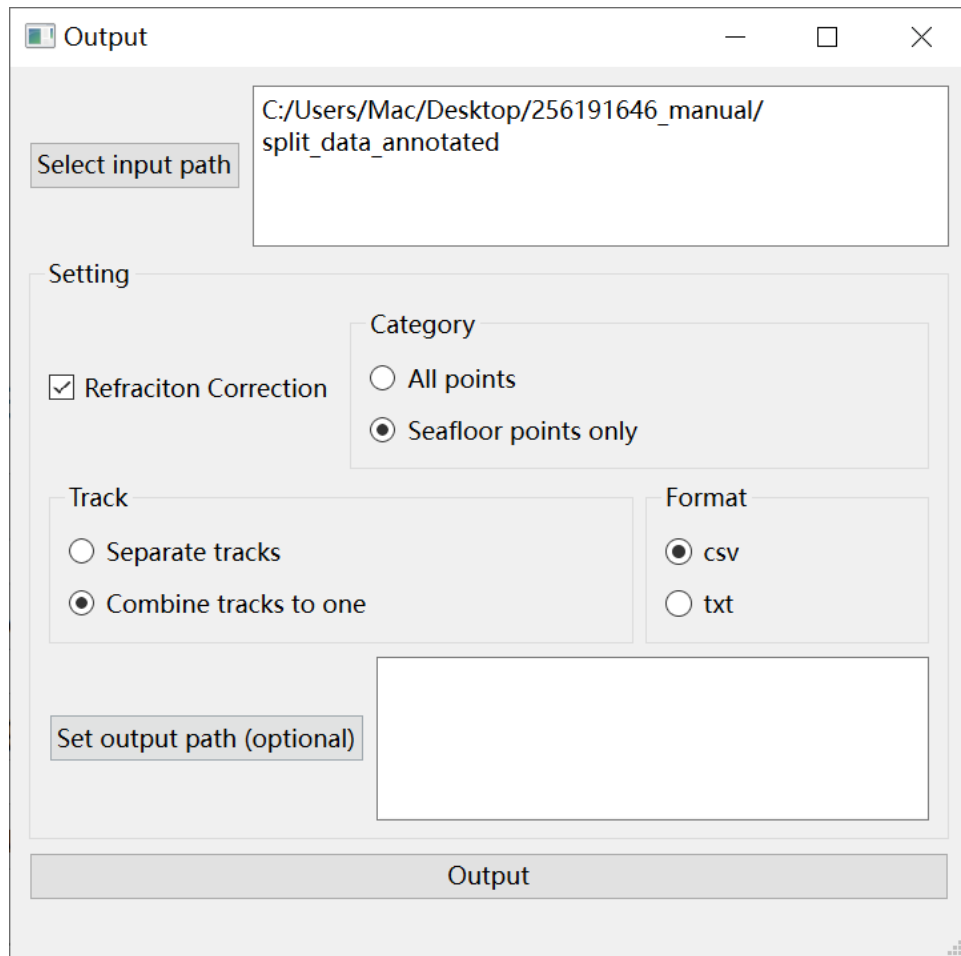 Output
C:/Users/Mac/Desktop/256191646_manual/
split_data_annotated
Select input path
Setting
Category
All points
Refraciton Correction
Seafloor points only
Track
Format
Separate tracks
csv
Combine tracks to one
txt
Set output path (optional)
Output